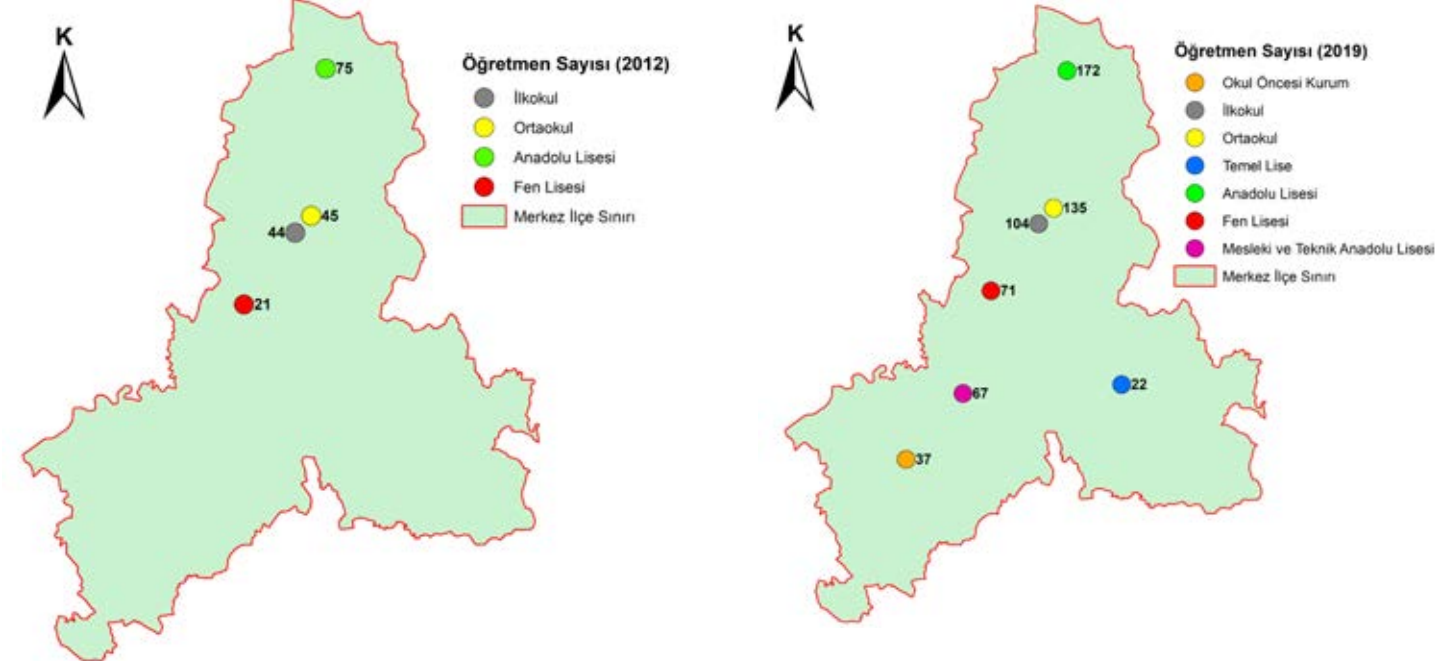 K
Öğretmen Sayısı (2012)
İlkokul
Ortaokul
Anadolu Lisesi
Fen Lisesi
Merkez İlçe Sınırı
75
45
44
21
K
Öğretmen Sayısı (2019)
Okul Öncesi Kurum
İlkokul
Ortaokul
Temel Lise
Anadolu Lisesi
Fen Lisesi
Mesleki ve Teknik Anadolu Lisesi
Merkez İlçe Sınırı
172
135
104
71
67
22
37